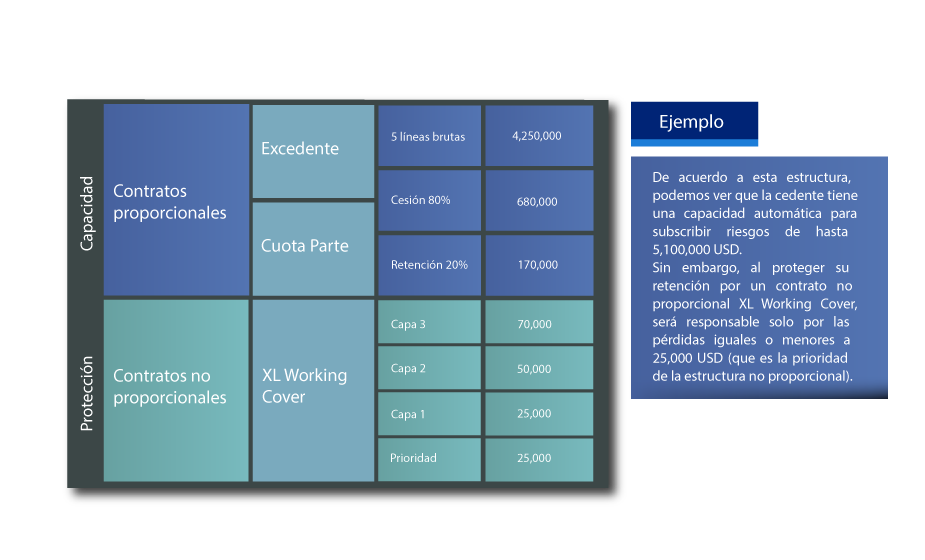 Capacidad
Contratos
proporcionales
Excedente
5 líneas brutas
4,250,000
Cesión 80%
680,000
Cuota Parte
Retención 20%
170,000
Protección
Contratos no
proporcionales
XL Working
Cover
Capa 3
70,000
Capa 2
50,000
Capa 1
25,000
Prioridad
25,000
Ejemplo
De acuerdo a esta estructura,
podemos ver que la cedente tiene
una capacidad automática para
subscribir riesgos de hasta
5,100,000 USD.
Sin embargo, al proteger su
retención por un contrato no
proporcional XL Working Cover,
será responsable solo por las
pérdidas iguales o menores a
25,000 USD (que es la prioridad
de la estructura no proporcional).